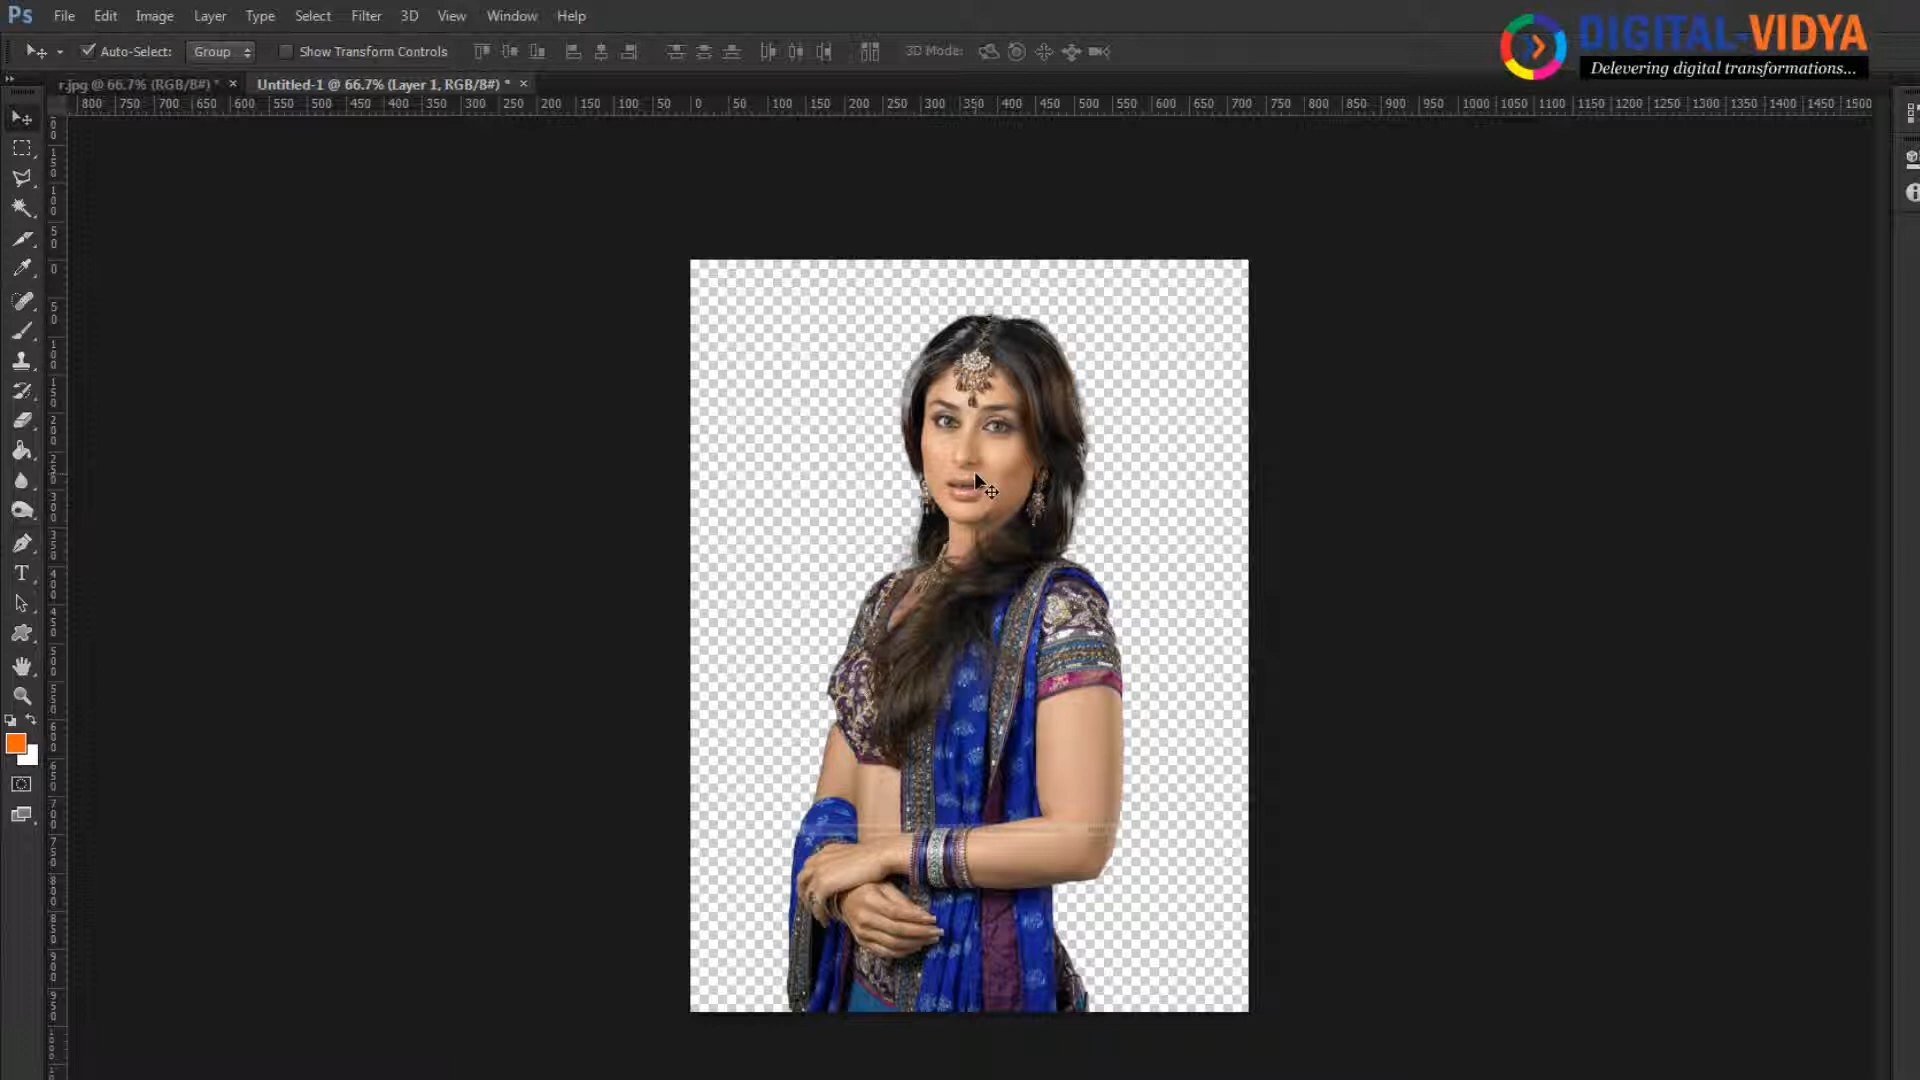 Ps File Edit Image Layer Type Select Filter 3D View Window Help
DIGITAL-VIDYA
Delevering digital transformations...
Auto-Select: Group Show Transform Controls 3D Mode:
r.jpg @ 66.7% (RGB/8#) * × Untitled-1 @ 66.7% (Layer 1, RGB/8#) * ×
800 750 700 650 600 550 500 450 400 350 300 250 200 150 100 50 0 50 100 150 200 250 300 350 400 450 500 550 600 650 700 750 800 850 900 950 1000 1050 1100 1150 1200 1250 1300 1350 1400 1450 1500
T